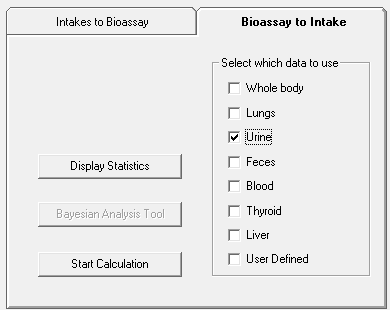 Intakes to Bioassay
Bioassay to Intake
Select which data to use
Whole body
Lungs
Urine
Feces
Blood
Thyroid
Liver
User Defined
Display Statistics
Bayesian Analysis Tool
Start Calculation